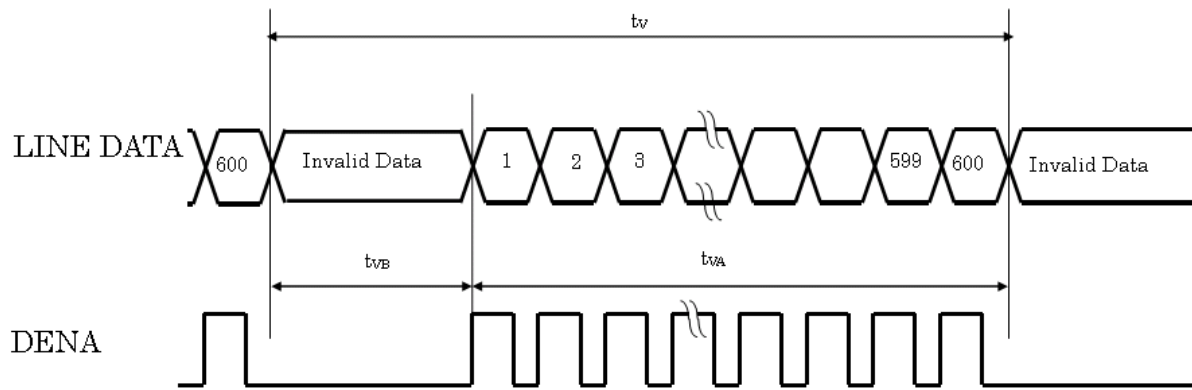 tV
LINE DATA
600
Invalid Data
1
2
3
599
600
Invalid Data
tVB
tVA
DENA